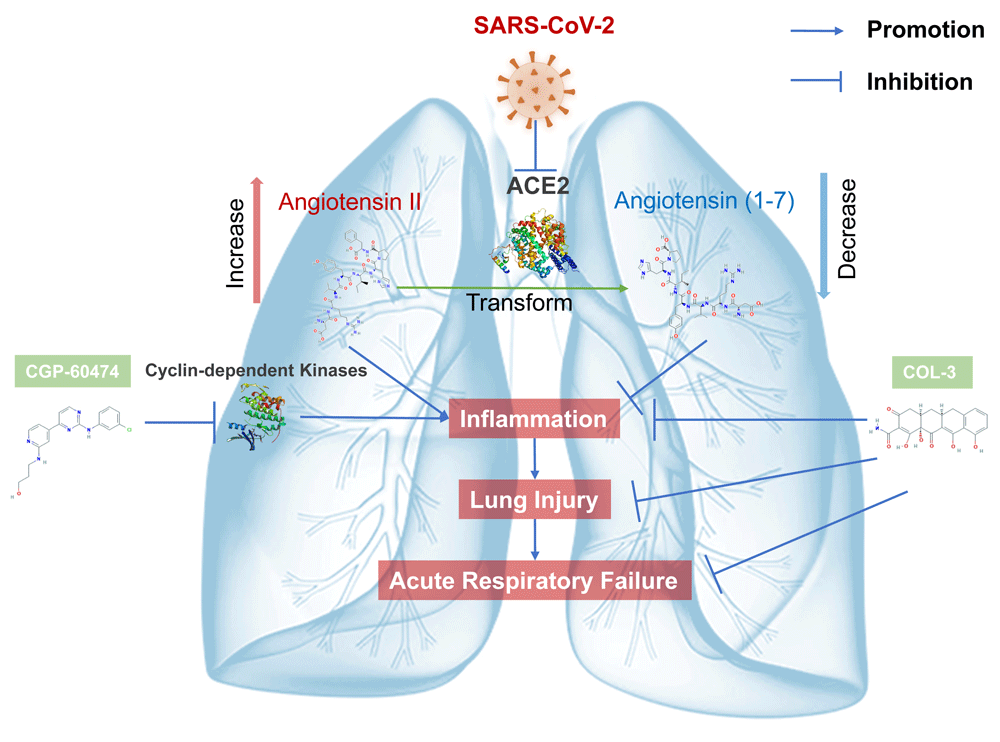 SARS-CoV-2
Promotion
Inhibition
ACE2
Increase
Angiotensin II
Angiotensin (1-7)
Decrease
Transform
CGP-60474
Cyclin-dependent Kinases
COL-3
Inflammation
Lung Injury
Acute Respiratory Failure